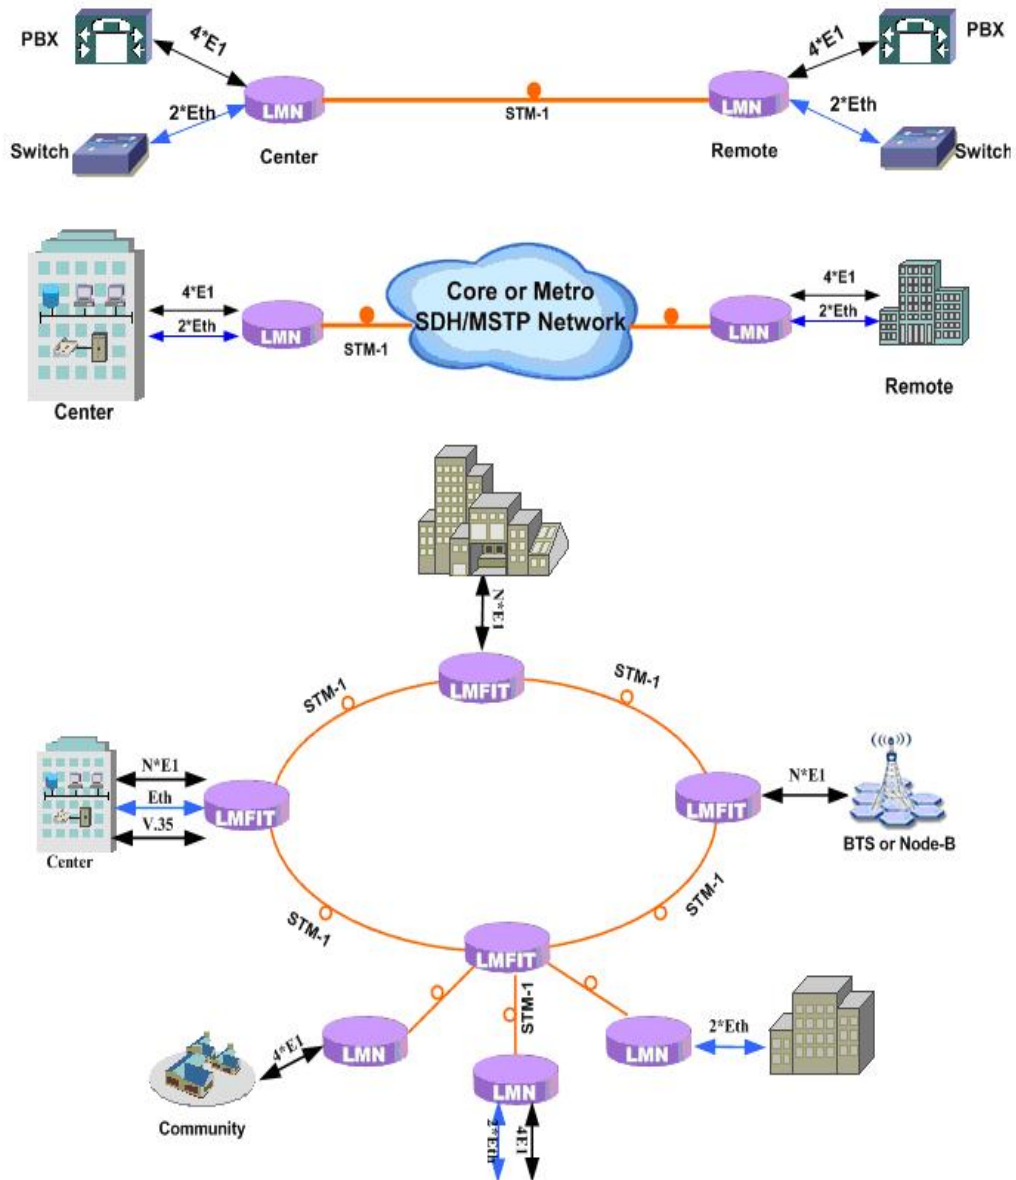 PBX
4*E1
4*E1
PBX
LMN
STM-1
LMN
2*Eth
2*Eth
Switch
Center
Remote
Switch
4*E1
2*Eth
LMN
STM-1
Core or Metro
SDH/MSTP Network
LMN
4*E1
2*Eth
Center
Remote
N*E1
STM-1
LMFIT
STM-1
N*E1
Eth
V.35
Center
LMFIT
LMFIT
N*E1
BTS or Node-B
STM-1
STM-1
LMFIT
STM-1
4*E1
LMN
LMN
2*Eth
Community
LMN
2*Eth
4E1